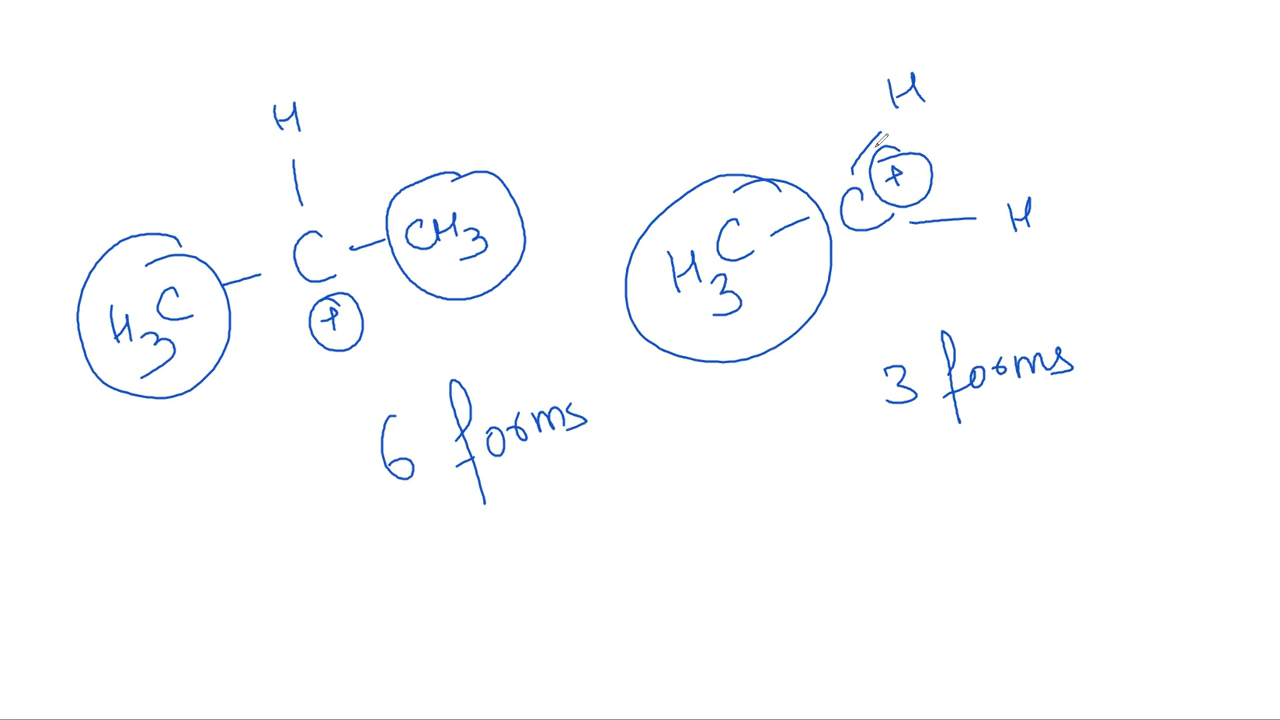 H
H3C - C - CH3
+
6 forms
H
H3C - C - H
+
3 forms